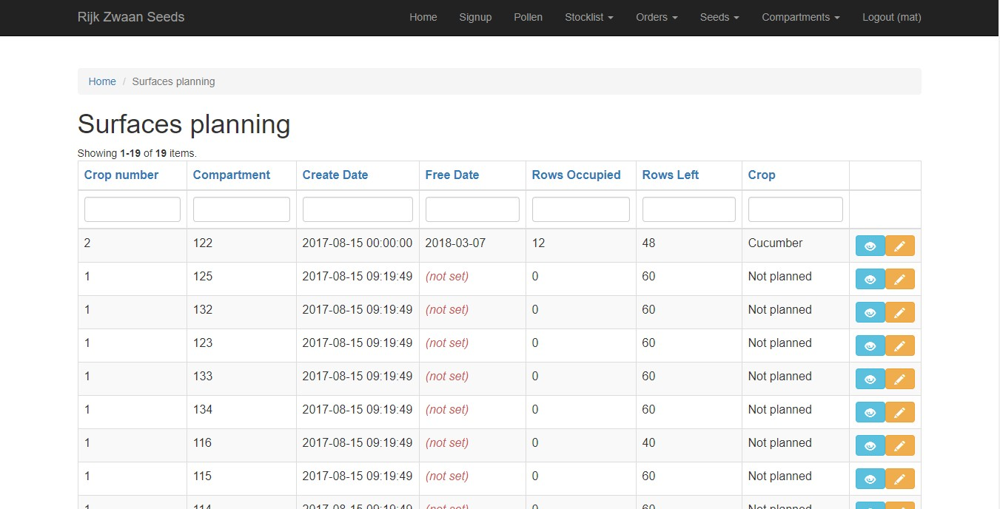 Rijk Zwaan Seeds Home Signup Pollen Stocklist Orders Seeds Compartments Logout (mat)
Home / Surfaces planning
Surfaces planning
Showing 1-19 of 19 items.
Crop number Compartment Create Date Free Date Rows Occupied Rows Left Crop
2 122 2017-08-15 00:00:00 2018-03-07 12 48 Cucumber
1 125 2017-08-15 09:19:49 (not set) 0 60 Not planned
1 132 2017-08-15 09:19:49 (not set) 0 60 Not planned
1 123 2017-08-15 09:19:49 (not set) 0 60 Not planned
1 133 2017-08-15 09:19:49 (not set) 0 60 Not planned
1 134 2017-08-15 09:19:49 (not set) 0 60 Not planned
1 116 2017-08-15 09:19:49 (not set) 0 40 Not planned
1 115 2017-08-15 09:19:49 (not set) 0 60 Not planned
1 114 2017-08-15 09:19:49 (not set) 0 60 Not planned